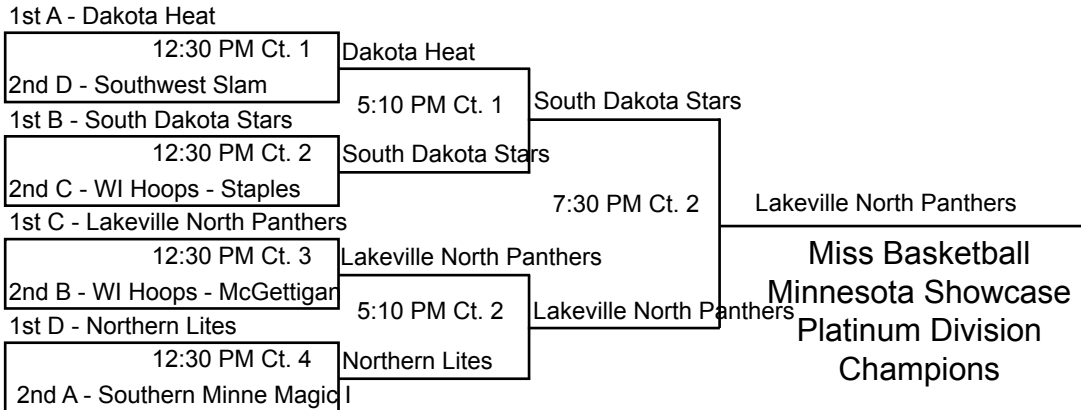 1st A - Dakota Heat
12:30 PM Ct. 1
Dakota Heat
2nd D - Southwest Slam
5:10 PM Ct. 1
South Dakota Stars
1st B - South Dakota Stars
12:30 PM Ct. 2
South Dakota Stars
2nd C - WI Hoops - Staples
7:30 PM Ct. 2
Lakeville North Panthers
1st C - Lakeville North Panthers
12:30 PM Ct. 3
Lakeville North Panthers
2nd B - WI Hoops - McGettigan
5:10 PM Ct. 2
Lakeville North Panthers
1st D - Northern Lites
12:30 PM Ct. 4
Northern Lites
2nd A - Southern Minne Magic I
Miss Basketball
Minnesota Showcase
Platinum Division
Champions